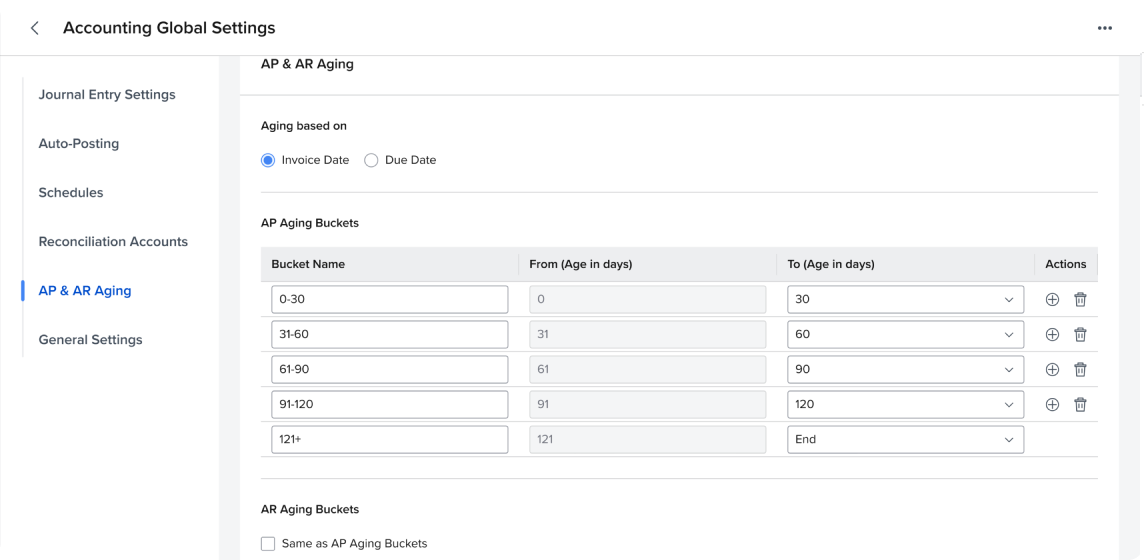 Accounting Global Settings
AP & AR Aging
Journal Entry Settings
Auto-Posting
Schedules
Reconciliation Accounts
AP & AR Aging
General Settings
Aging based on
Invoice Date Due Date
AP Aging Buckets
Bucket Name From (Age in days) To (Age in days) Actions
0-30 0 30
31-60 31 60
61-90 61 90
91-120 91 120
121+ 121 End
AR Aging Buckets
Same as AP Aging Buckets